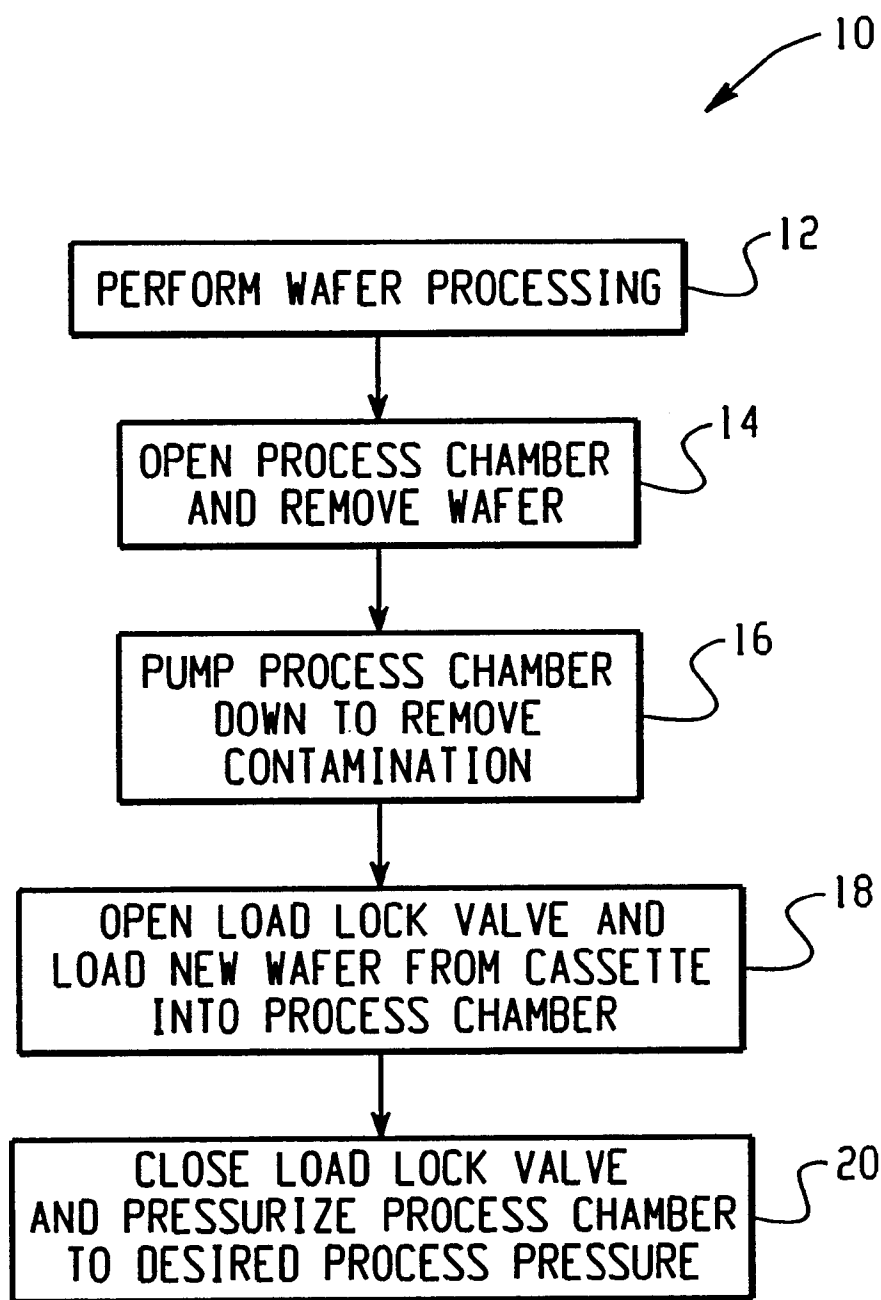 10
12
PERFORM WAFER PROCESSING
14
OPEN PROCESS CHAMBER
AND REMOVE WAFER
16
PUMP PROCESS CHAMBER
DOWN TO REMOVE
CONTAMINATION
18
OPEN LOAD LOCK VALVE AND
LOAD NEW WAFER FROM CASSETTE
INTO PROCESS CHAMBER
20
CLOSE LOAD LOCK VALVE
AND PRESSURIZE PROCESS CHAMBER
TO DESIRED PROCESS PRESSURE